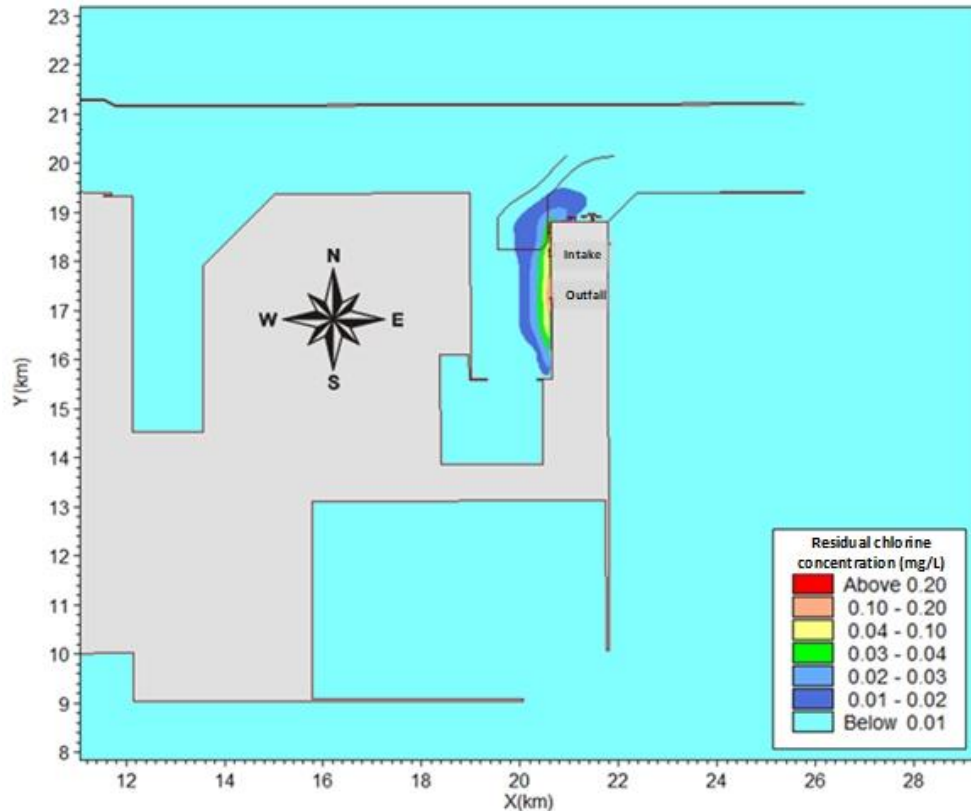 23
22
21
20
19
18
17
16
15
14
13
12
11
10
9
8
Y(km)
N
W E
S
Intake
Outfall
Residual chlorine
concentration (mg/L)
Above 0.20
0.10 - 0.20
0.04 - 0.10
0.03 - 0.04
0.02 - 0.03
0.01 - 0.02
Below 0.01
12 14 16 18 20 22 24 26 28
X(km)